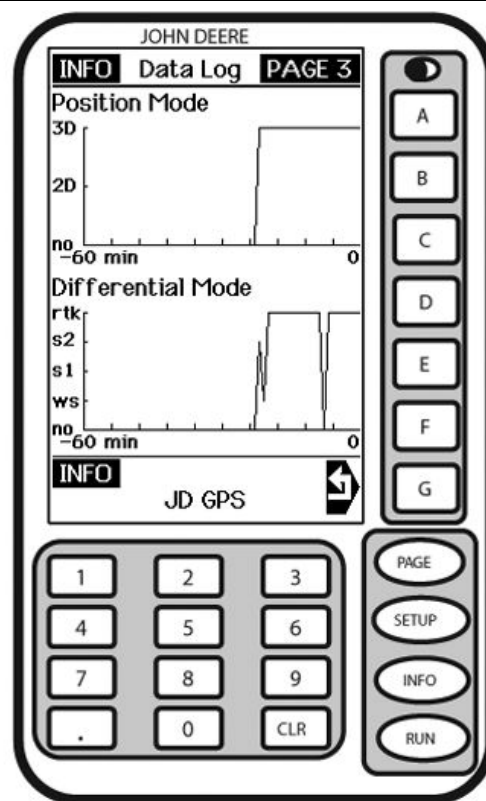 JOHN DEERE
INFO Data Log PAGE 3
Position Mode
3D
2D
no
-60 min 0
Differential Mode
rtk
s2
s1
ws
no
-60 min 0
INFO
JD GPS
A
B
C
D
E
F
G
1 2 3
4 5 6
7 8 9
. 0 CLR
PAGE
SETUP
INFO
RUN